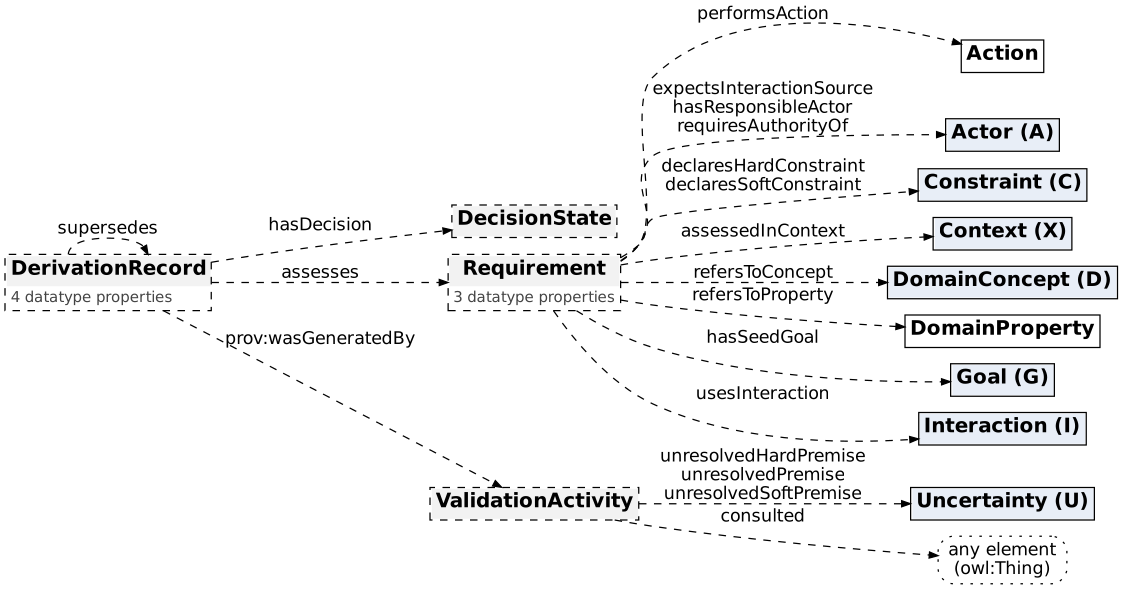 performsAction
Action
expectsInteractionSource
hasResponsibleActor
requiresAuthorityOf
Actor (A)
declaresHardConstraint
declaresSoftConstraint
Constraint (C)
supersedes
hasDecision
DecisionState
assessedInContext
Context (X)
DerivationRecord
4 datatype properties
assesses
Requirement
3 datatype properties
refersToConcept
DomainConcept (D)
refersToProperty
DomainProperty
prov:wasGeneratedBy
hasSeedGoal
Goal (G)
usesInteraction
Interaction (I)
unresolvedHardPremise
unresolvedPremise
unresolvedSoftPremise
ValidationActivity
Uncertainty (U)
consulted
any element
(owl:Thing)